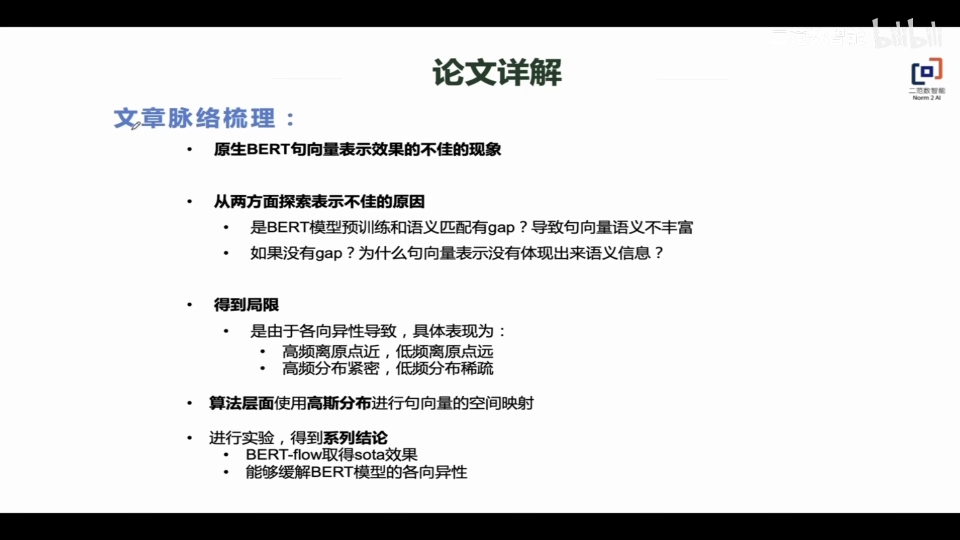 bilibili
论文详解
二范数智能
Norm 2 AI
文章脉络梳理：
• 原生BERT句向量表示效果的不佳的现象
• 从两方面探索表示不佳的原因
• 是BERT模型预训练和语义匹配有gap？导致句向量语义不丰富
• 如果没有gap？为什么句向量表示没有体现出来语义信息？
• 得到局限
• 是由于各向异性导致，具体表现为：
• 高频离原点近，低频离原点远
• 高频分布紧密，低频分布稀疏
• 算法层面使用高斯分布进行句向量的空间映射
• 进行实验，得到系列结论
• BERT-flow取得sota效果
• 能够缓解BERT模型的各向异性